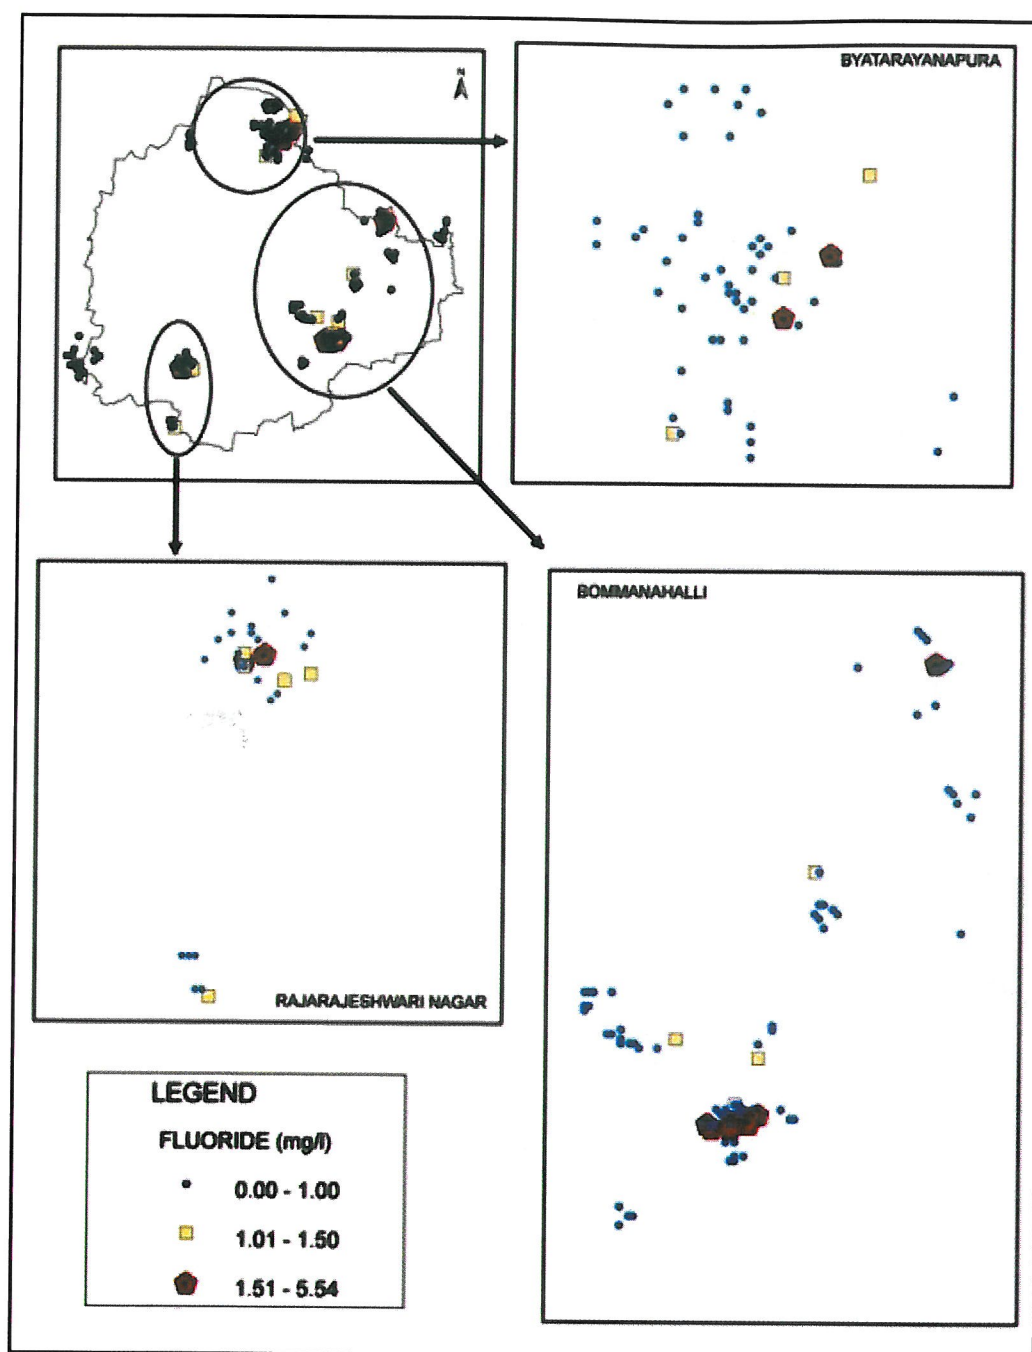 N
BYATARAYANAPURA
BOMMANAHALLI
RAJARAJESHWARI NAGAR
LEGEND
FLUORIDE (mg/l)
0.00 - 1.00
1.01 - 1.50
1.51 - 5.54